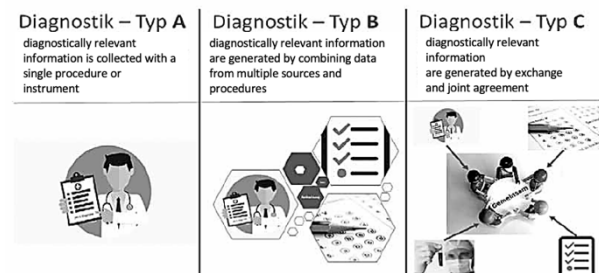 Diagnostik – Typ A
diagnostically relevant
information is collected with a
single procedure or
instrument
Diagnostik – Typ B
diagnostically relevant information
are generated by combining data
from multiple sources and
procedures
Diagnostik – Typ C
diagnostically relevant
information
are generated by exchange
and joint agreement
Gemeinsam